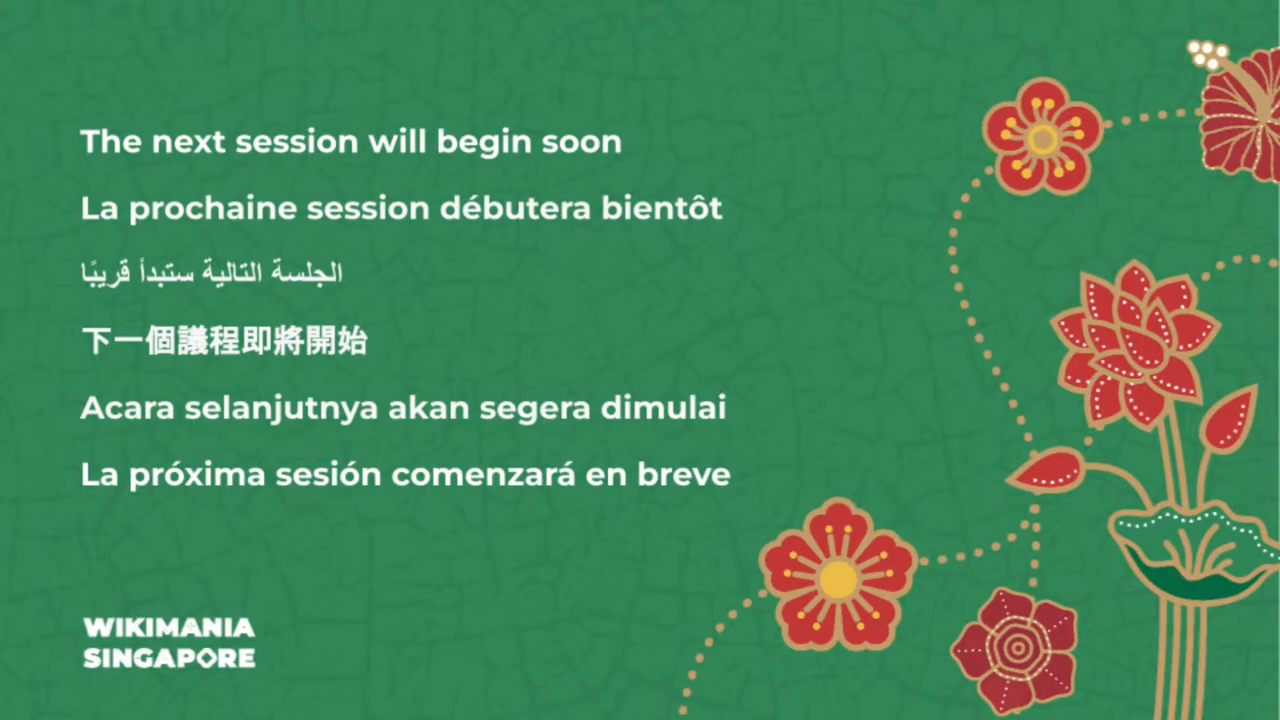 The next session will begin soon
La prochaine session débutera bientôt
الجلسة التالية ستبدأ قريبًا
下一個議程即將開始
Acara selanjutnya akan segera dimulai
La próxima sesión comenzará en breve
WIKIMANIA
SINGAPORE